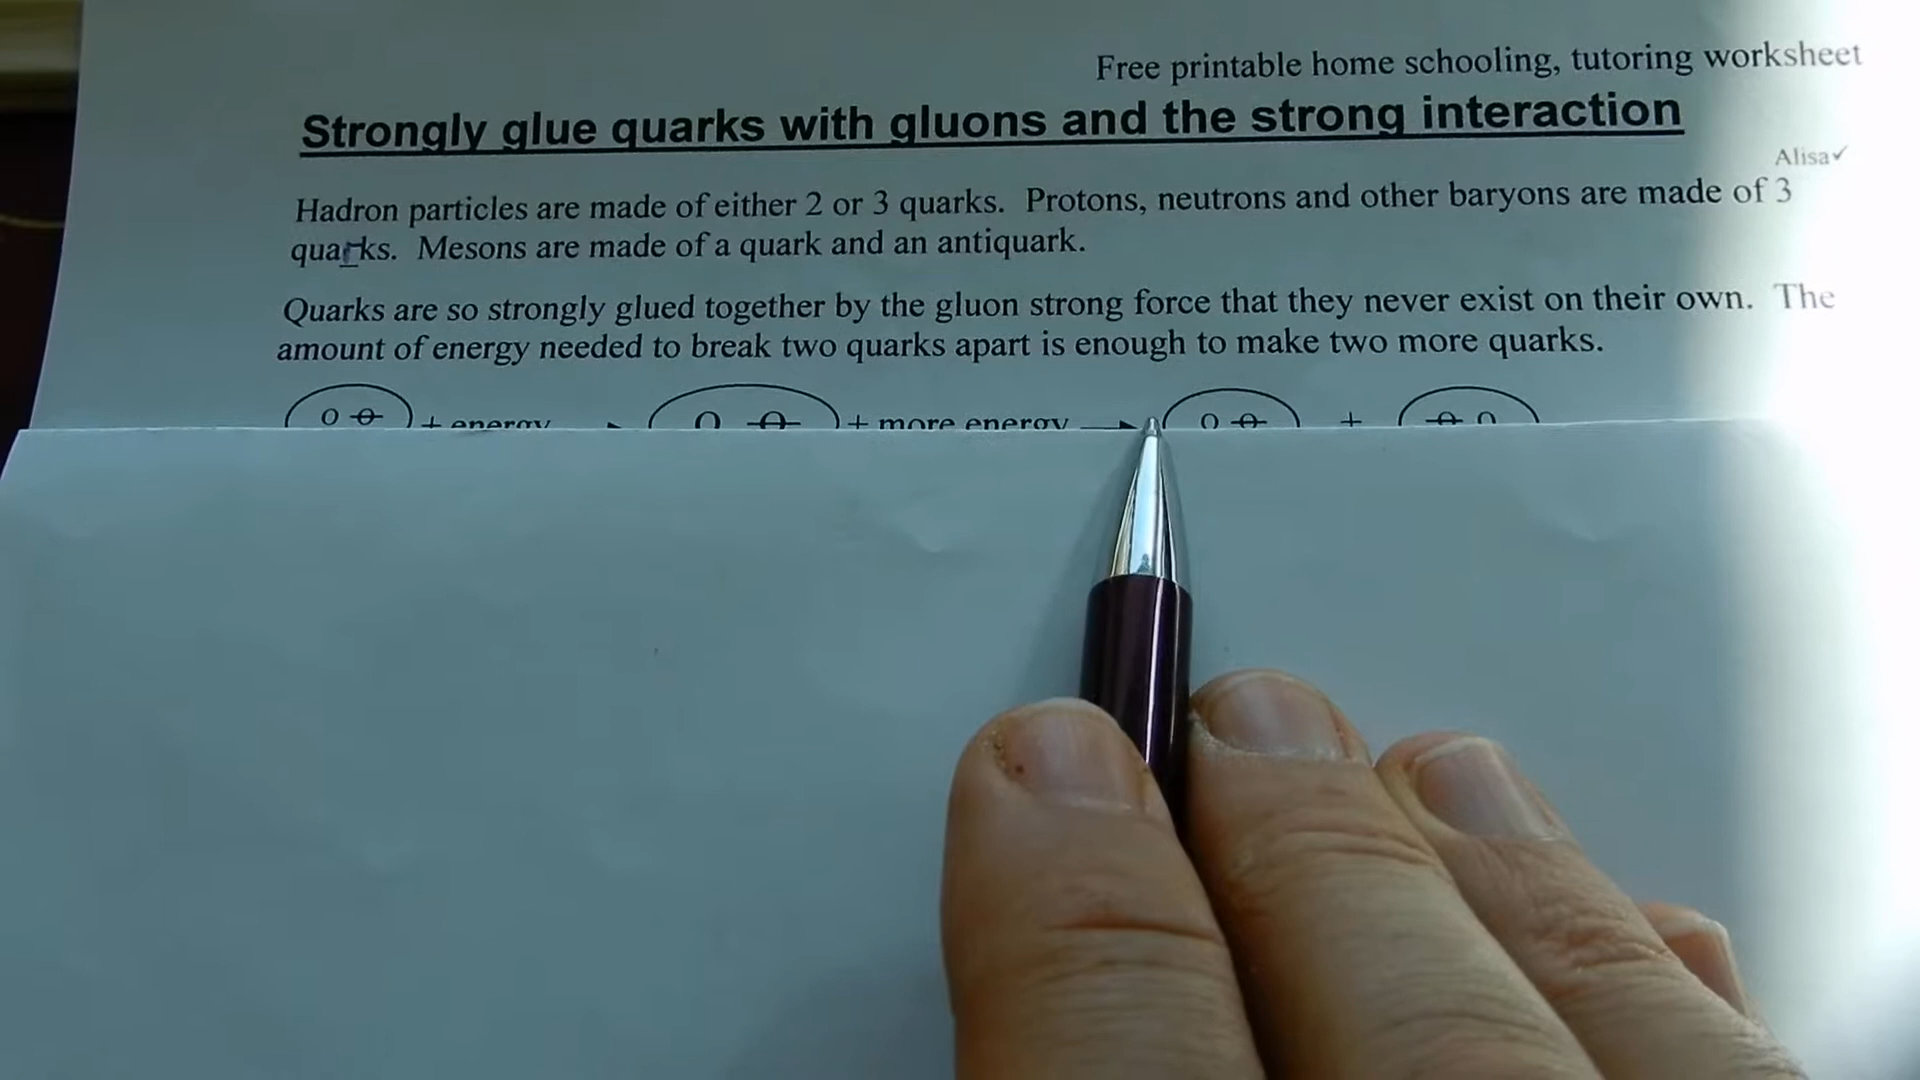 Free printable home schooling, tutoring worksheet
Strongly glue quarks with gluons and the strong interaction
Alisa✓
Hadron particles are made of either 2 or 3 quarks. Protons, neutrons and other baryons are made of 3
quarks. Mesons are made of a quark and an antiquark.
Quarks are so strongly glued together by the gluon strong force that they never exist on their own. The
amount of energy needed to break two quarks apart is enough to make two more quarks.
+ energy + more energy +